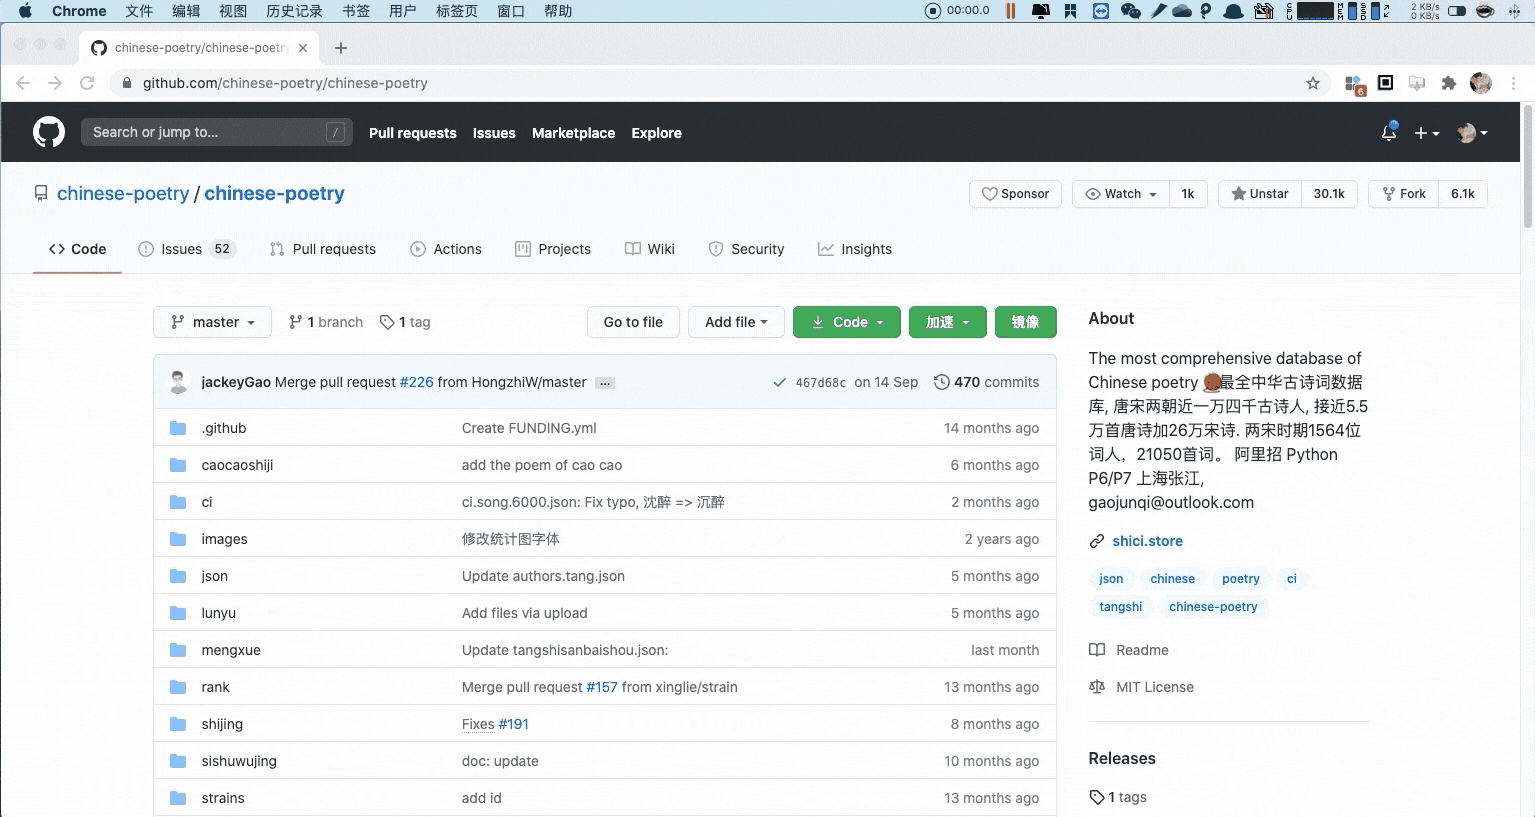 Chrome 文件 编辑 视图 历史记录 书签 用户 标签页 窗口 帮助 00:00.0 2 KB/s
0 KB/s
chinese-poetry/chinese-poetry
github.com/chinese-poetry/chinese-poetry 6
Search or jump to... / Pull requests Issues Marketplace Explore
chinese-poetry / chinese-poetry Sponsor Watch 1k Unstar 30.1k Fork 6.1k
Code Issues 52 Pull requests Actions Projects Wiki Security Insights
master 1 branch 1 tag Go to file Add file Code 加速 镜像
jackeyGao Merge pull request #226 from HongzhiW/master ... 467d68c on 14 Sep 470 commits
.github Create FUNDING.yml 14 months ago
caocaoshiji add the poem of cao cao 6 months ago
ci ci.song.6000.json: Fix typo, 沈醉 => 沉醉 2 months ago
images 修改统计图字体 2 years ago
json Update authors.tang.json 5 months ago
lunyu Add files via upload 5 months ago
mengxue Update tangshisanbaishou.json: last month
rank Merge pull request #157 from xinglie/strain 13 months ago
shijing Fixes #191 8 months ago
sishuwujing doc: update 10 months ago
strains add id 13 months ago
About
The most comprehensive database of
Chinese poetry 最全中华古诗词数据
库, 唐宋两朝近一万四千古诗人, 接近5.5
万首唐诗加26万宋诗. 两宋时期1564位
词人，21050首词。 阿里招 Python
P6/P7 上海张江,
gaojunqi@outlook.com
shici.store
json chinese poetry ci
tangshi chinese-poetry
Readme
MIT License
Releases
1 tags